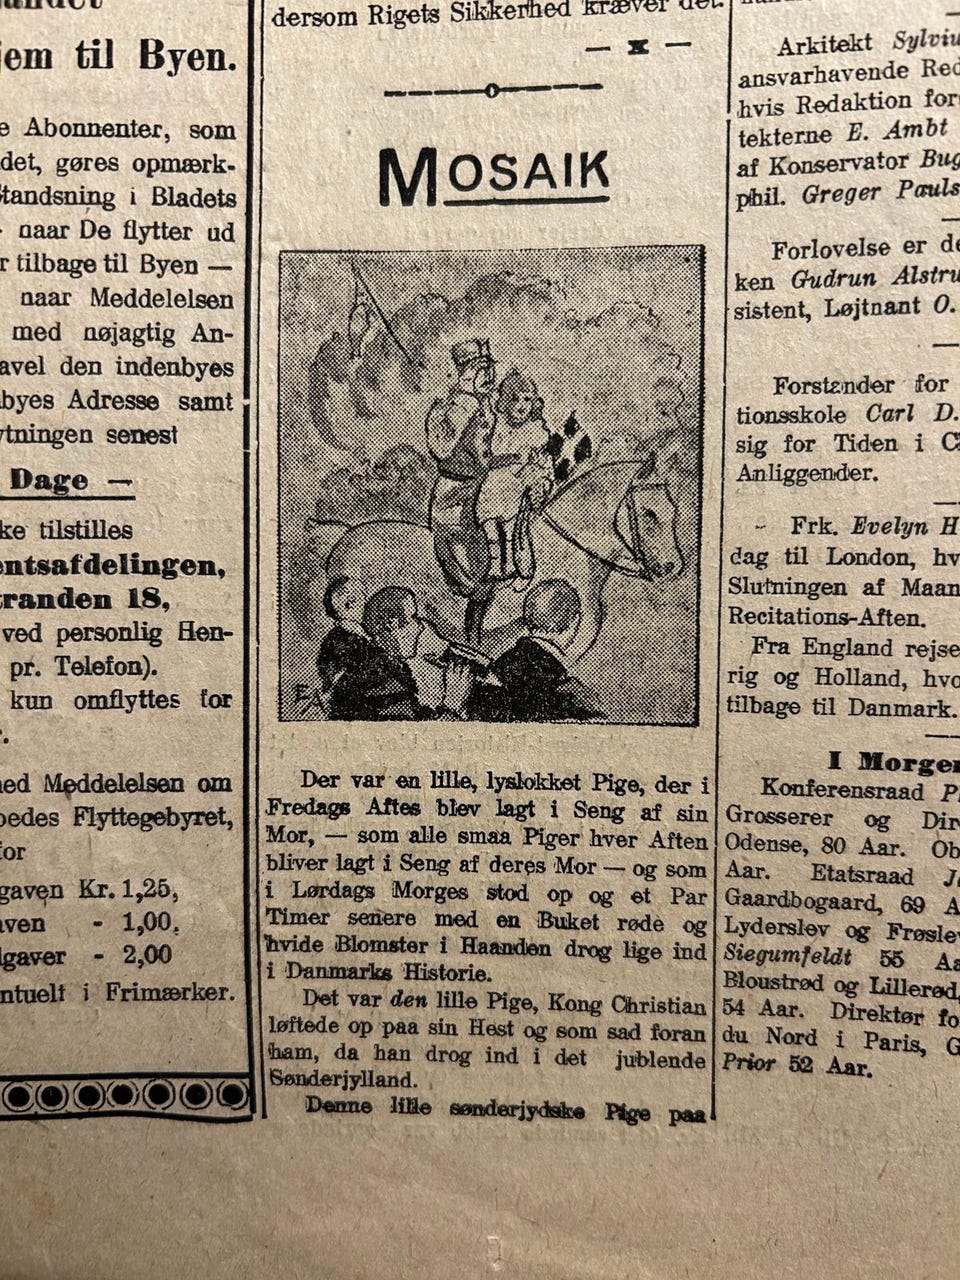 jem til Byen.
e Abonnenter, som
det, gøres opmærk-
Standsning i Bladets
naar De flytter ud
r tilbage til Byen —
naar Meddelelsen
med nøjagtig An-
avel den indenbyes
nbyes Adresse samt
ytningen senest
Dage —
ke tilstilles
entsafdelingen,
tranden 18,
ved personlig Hen-
pr. Telefon).
kun omflyttes for
r.
ned Meddelelsen om
bedes Flyttegebyret,
for
gaven Kr. 1,25,
aven - 1,00,
lgaver - 2,00
ntuelt i Frimærker.
dersom Rigets Sikkerhed kræver det.
— x —
MOSAIK
EA
Der var en lille, lyslokket Pige, der i
Fredags Aftes blev lagt i Seng af sin
Mor, — som alle smaa Piger hver Aften
bliver lagt i Seng af deres Mor — og som
i Lørdags Morges stod op og et Par
Timer senere med en Buket røde og
hvide Blomster i Haanden drog lige ind
i Danmarks Historie.
Det var den lille Pige, Kong Christian
løftede op paa sin Hest og som sad foran
ham, da han drog ind i det jublende
Sønderjylland.
Denne lille sønderjydske Pige paa
Arkitekt Sylviu
ansvarhavende Red
hvis Redaktion for
tekterne E. Ambt
af Konservator Bug
phil. Greger Pauls
Forlovelse er de
ken Gudrun Alstru
sistent, Løjtnant O.
Forstander for
tionsskole Carl D.
sig for Tiden i C
Anliggender.
Frk. Evelyn H
dag til London, hv
Slutningen af Maan
Recitations-Aften.
Fra England rejse
rig og Holland, hvo
tilbage til Danmark.
I Morgen
Konferensraad P
Grosserer og Dir
Odense, 80 Aar. Ob
Aar. Etatsraad J
Gaardbogaard, 69 A
Lyderslev og Frøslev
Siegumfeldt 55 Aa
Bloustrød og Lillerød,
54 Aar. Direktør fo
du Nord i Paris, G
Prior 52 Aar.